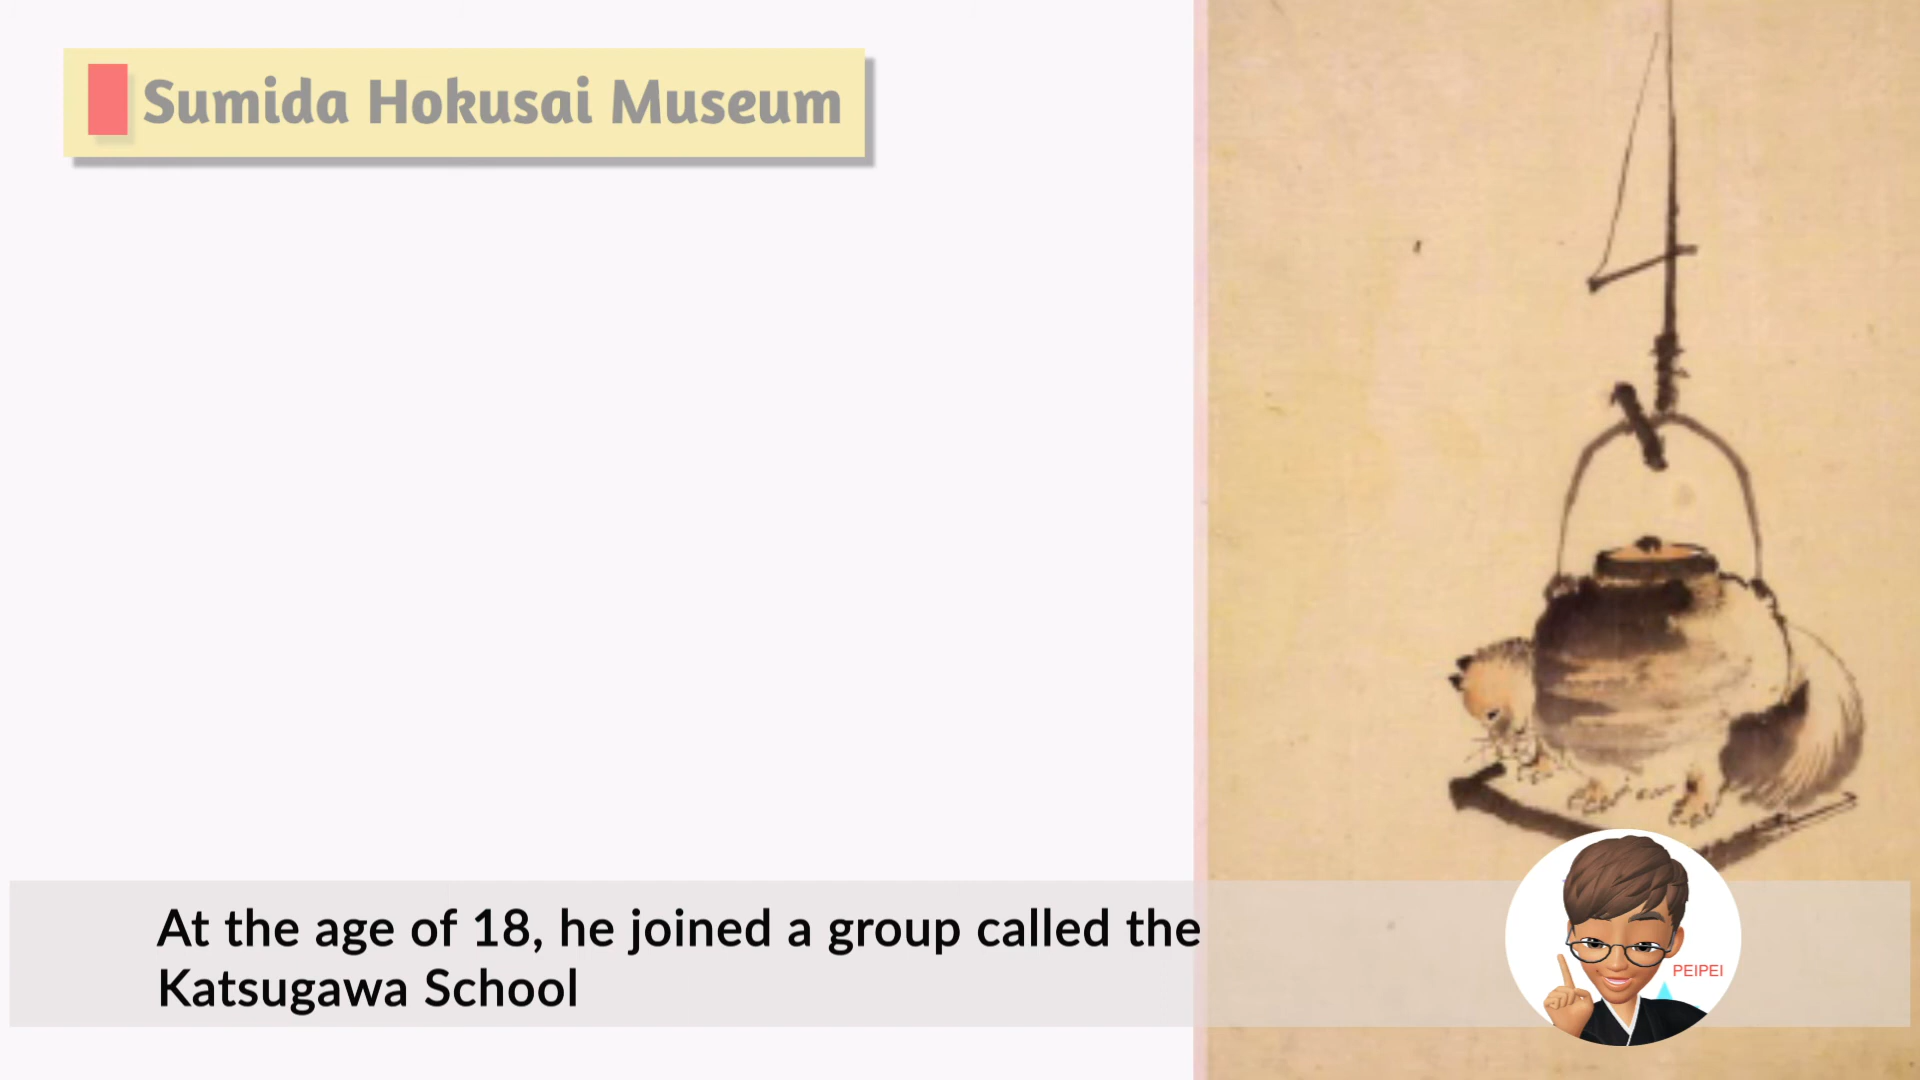 Sumida Hokusai Museum
At the age of 18, he joined a group called the
Katsugawa School
PEIPEI